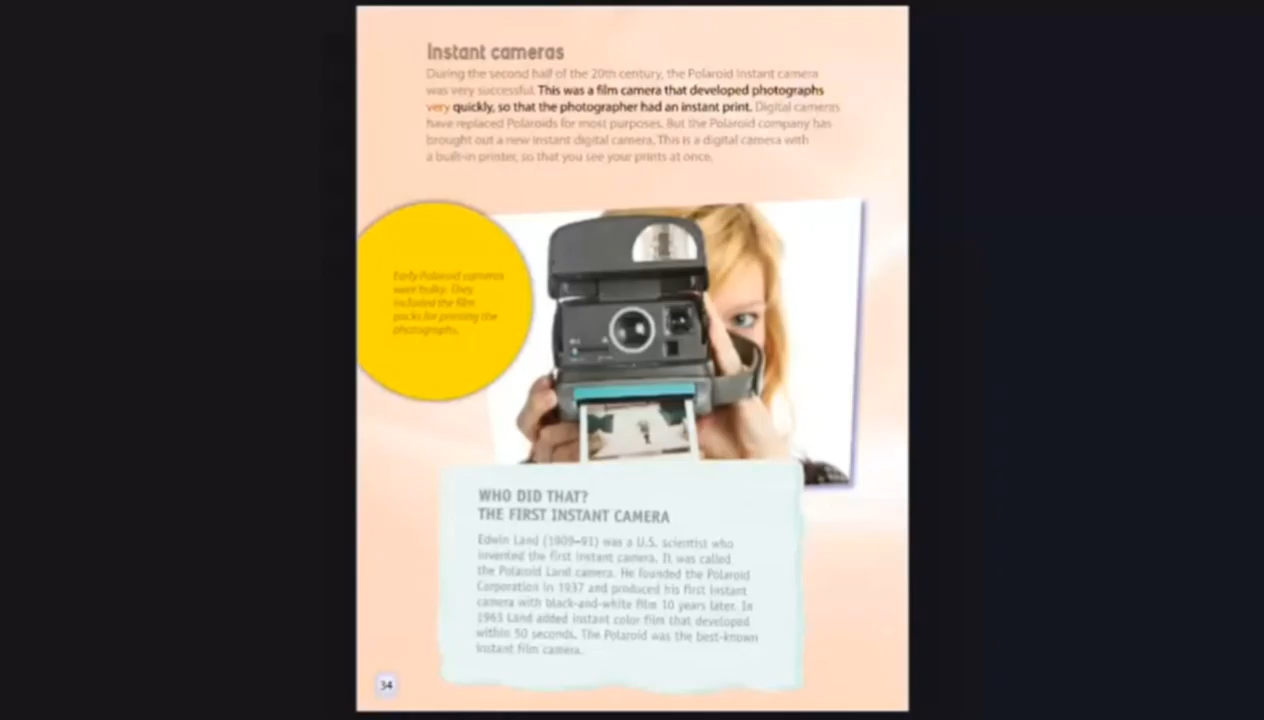 Instant cameras
During the second half of the 20th century, the Polaroid instant camera
was very successful. This was a film camera that developed photographs
very quickly, so that the photographer had an instant print. Digital cameras
have replaced Polaroids for most purposes. But the Polaroid company has
brought out a new instant digital camera. This is a digital camera with
a built-in printer, so that you see your prints at once.
Early Polaroid cameras
were bulky. They
included the film
packs for printing the
photographs.
WHO DID THAT?
THE FIRST INSTANT CAMERA
Edwin Land (1909–91) was a U.S. scientist who
invented the first instant camera. It was called
the Polaroid Land camera. He founded the Polaroid
Corporation in 1937 and produced his first instant
camera with black-and-white film 10 years later. In
1963 Land added instant color film that developed
within 50 seconds. The Polaroid was the best-known
instant film camera.
34